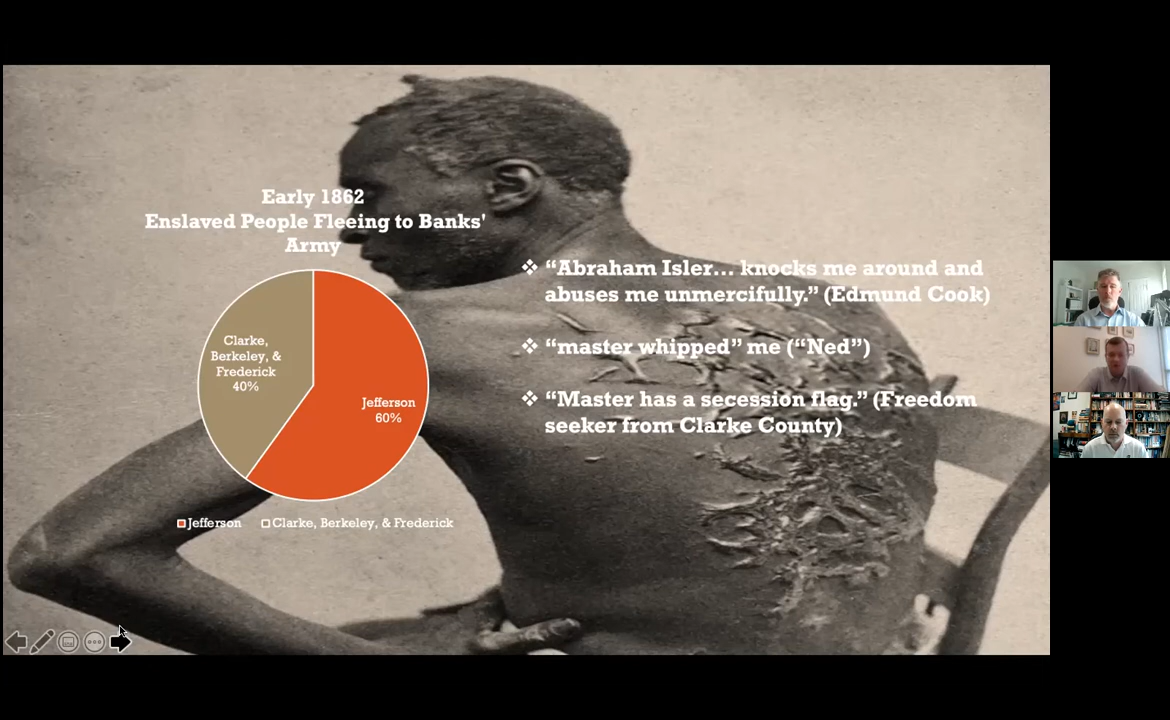 Early 1862
Enslaved People Fleeing to Banks'
Army
Clarke,
Berkeley, &
Frederick
40%
Jefferson
60%
Jefferson
Clarke, Berkeley, & Frederick
❖ “Abraham Isler... knocks me around and
abuses me unmercifully.” (Edmund Cook)
❖ “master whipped” me (“Ned”)
❖ “Master has a secession flag.” (Freedom
seeker from Clarke County)